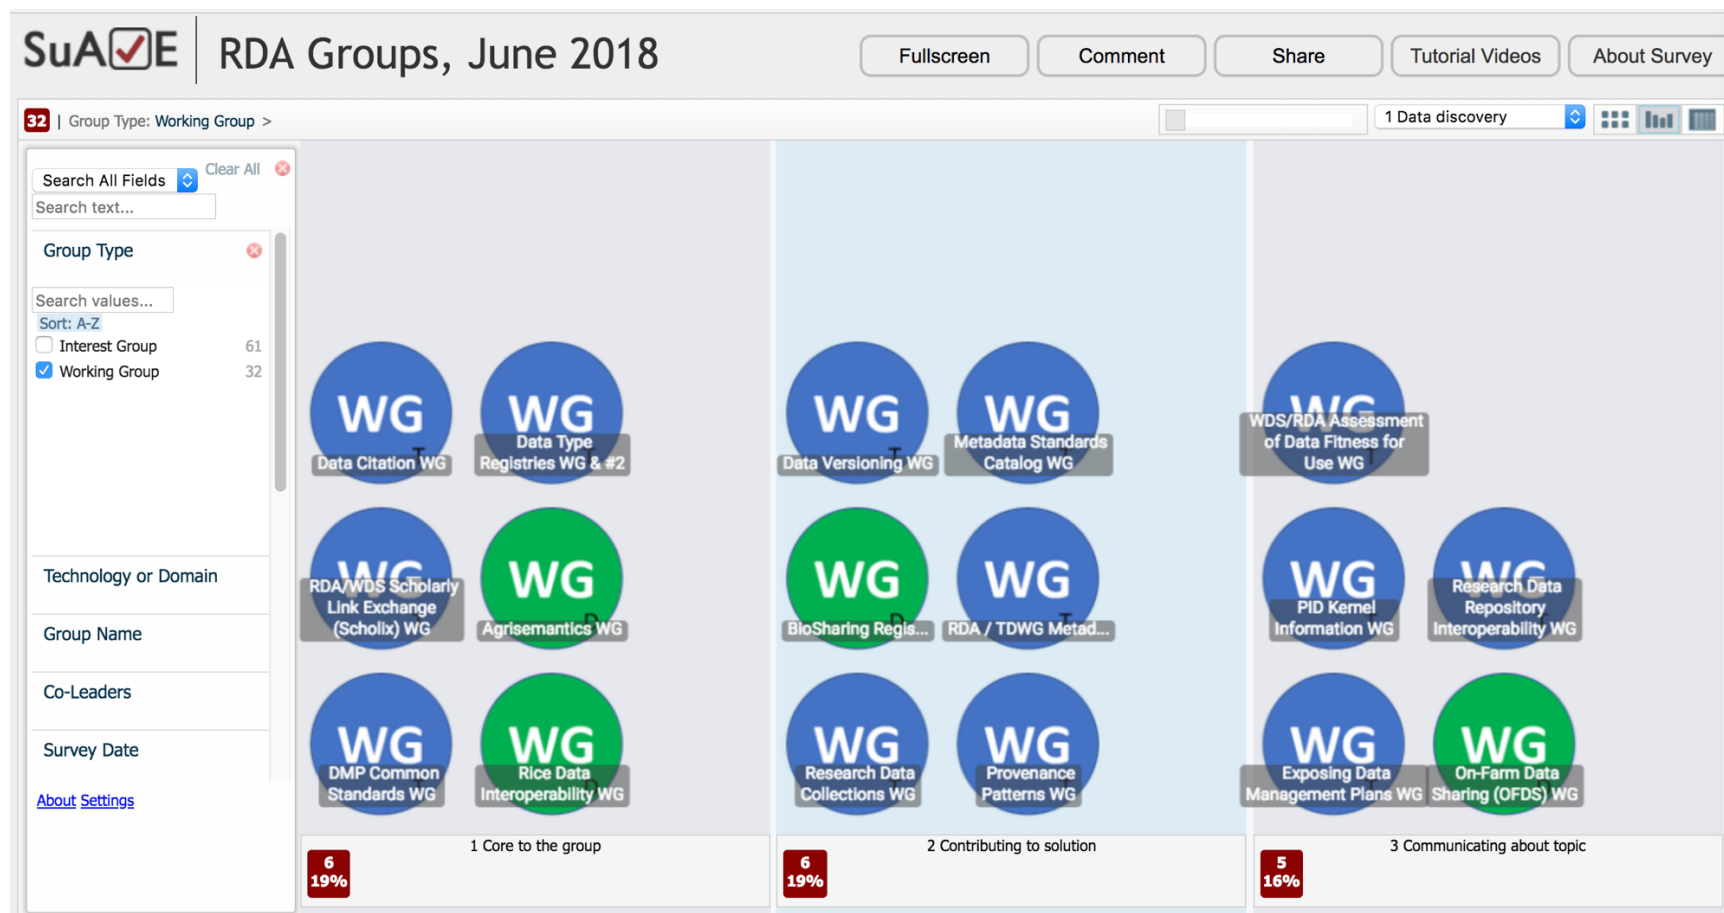 SuAVE
RDA Groups, June 2018
Fullscreen
Comment
Share
Tutorial Videos
About Survey
32 | Group Type: Working Group >
1 Data discovery
Search All Fields
Clear All
Search text...
Group Type
Search values...
Sort: A-Z
Interest Group 61
Working Group 32
Technology or Domain
Group Name
Co-Leaders
Survey Date
About Settings
WG
T
Data Citation WG
WG
Data Type
Registries WG & #2
WG
RDA/WDS Scholarly
Link Exchange
(Scholix) WG
WG
D
Agrisemantics WG
WG
DMP Common
Standards WG
WG
D
Rice Data
Interoperability WG
1 Core to the group
6
19%
WG
T
Data Versioning WG
WG
T
Metadata Standards
Catalog WG
WG
D
BioSharing Regis...
WG
T
RDA / TDWG Metad...
WG
T
Research Data
Collections WG
WG
Provenance
Patterns WG
2 Contributing to solution
6
19%
WG
T
WDS/RDA Assessment
of Data Fitness for
Use WG
WG
PID Kernel
Information WG
WG
T
Research Data
Repository
Interoperability WG
WG
Exposing Data
Management Plans WG
WG
D
On-Farm Data
Sharing (OFDS) WG
3 Communicating about topic
5
16%